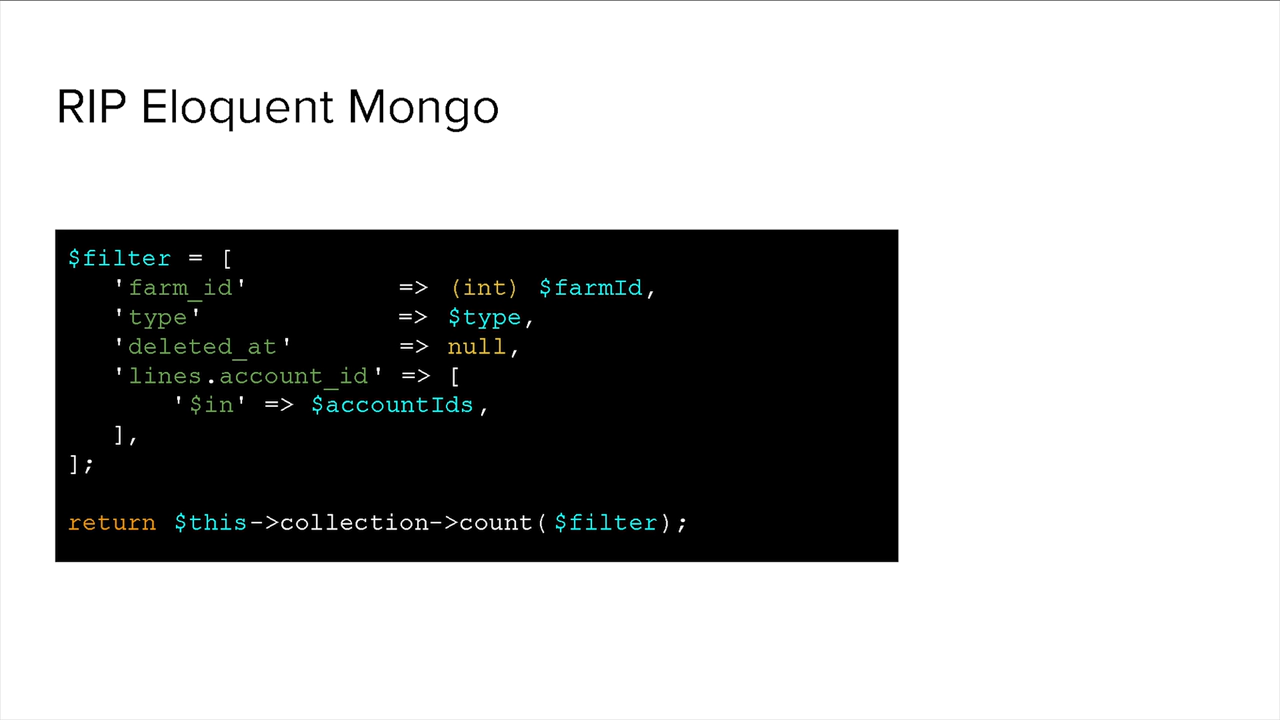 RIP Eloquent Mongo
$filter = [
   'farm_id'          => (int) $farmId,
   'type'             => $type,
   'deleted_at'       => null,
   'lines.account_id' => [
       '$in' => $accountIds,
   ],
];
return $this->collection->count($filter);